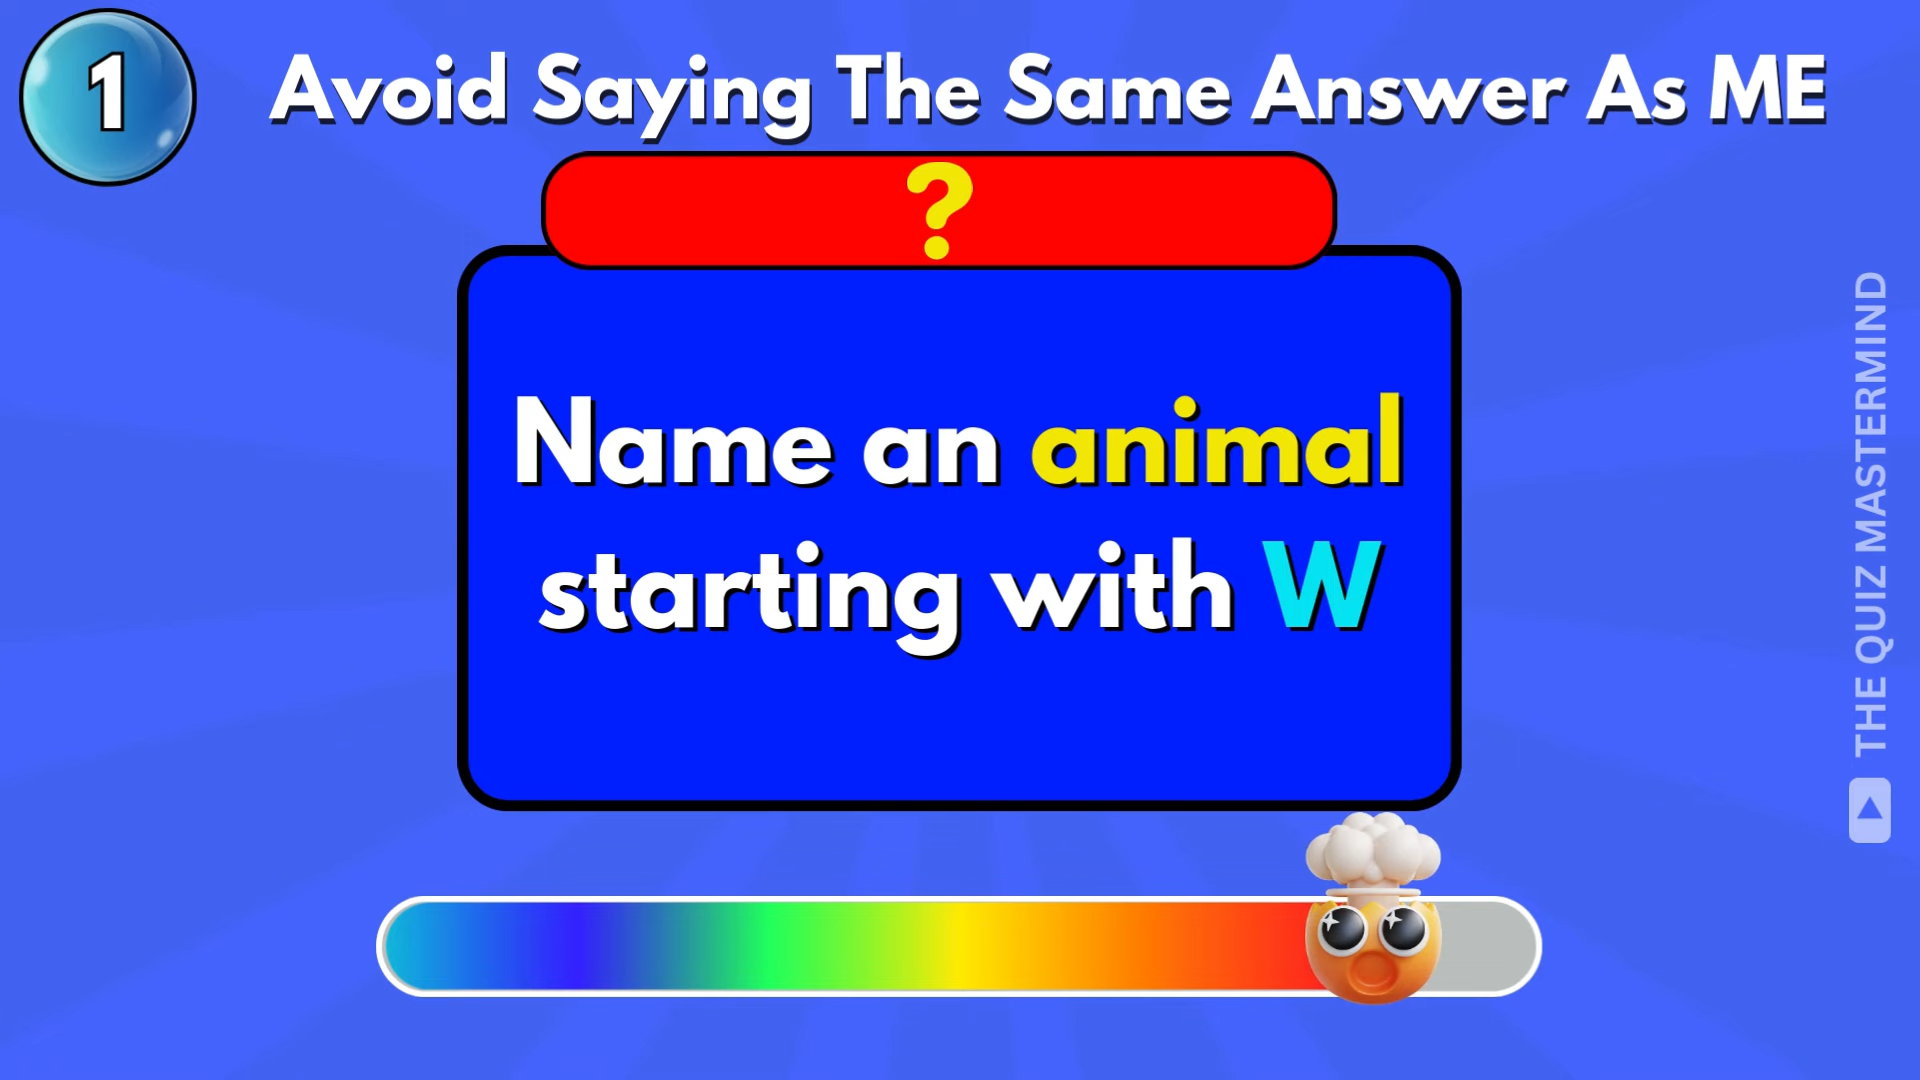 1
Avoid Saying The Same Answer As ME
?
Name an animal
starting with W
THE QUIZ MASTERMIND